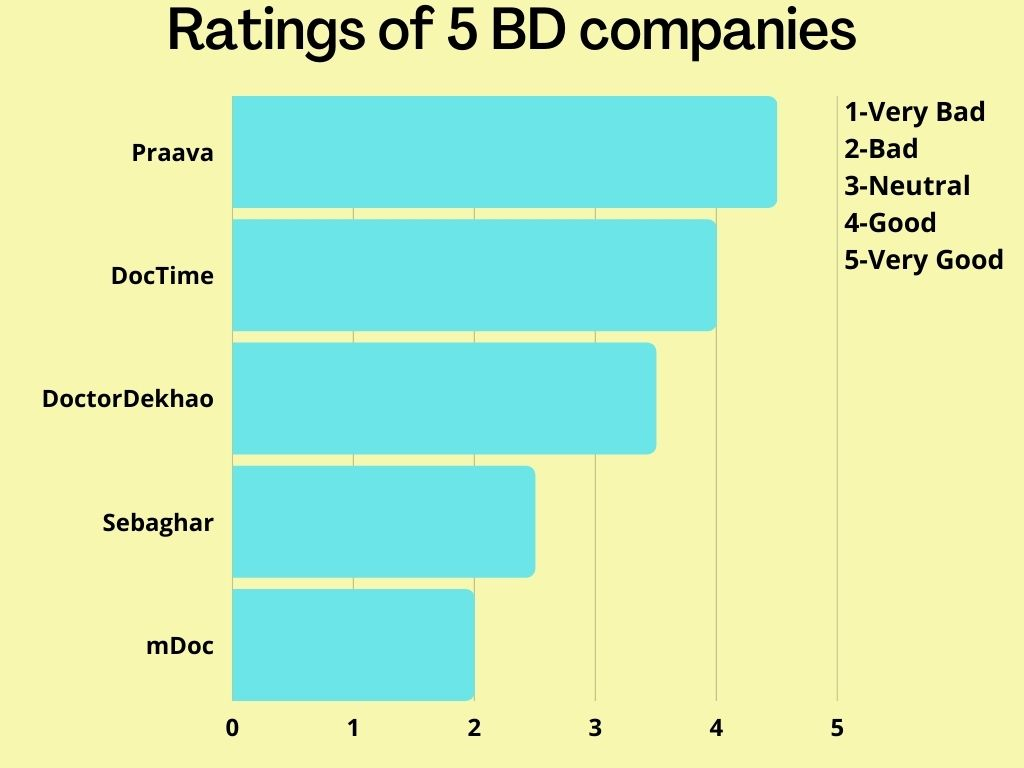 Ratings of 5 BD companies
1-Very Bad
2-Bad
3-Neutral
4-Good
5-Very Good
Praava
DocTime
DoctorDekhao
Sebaghar
mDoc
0 1 2 3 4 5